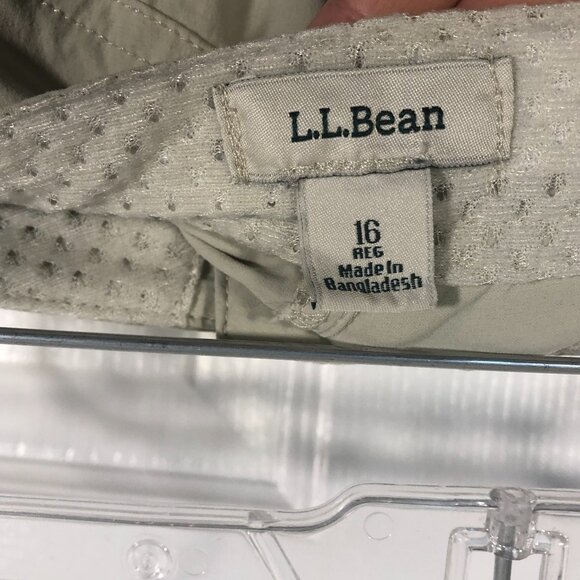 L.L.Bean
16
REG
Made In
Bangladesh